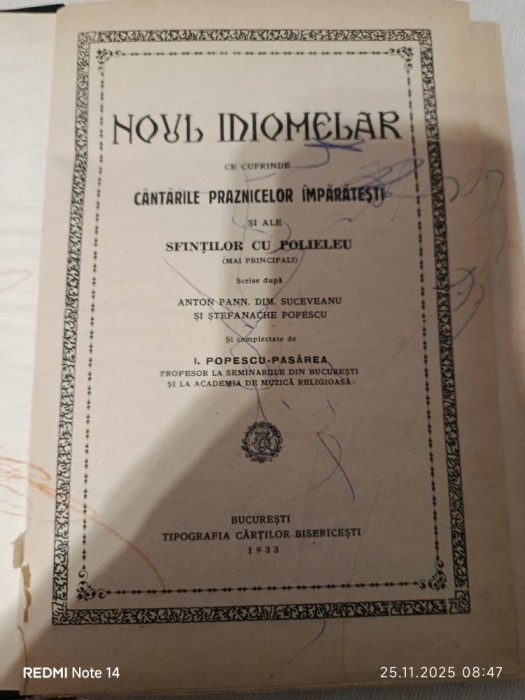 NOUL IDIOMELAR
CE CUPRINDE
CÂNTĂRILE PRAZNICELOR ÎMPĂRĂTEȘTI
ȘI ALE
SFINȚILOR CU POLIELEU
(MAI PRINCIPALI)
Scrise după
ANTON PANN. DIM. SUCEVEANU
ȘI ȘTEFANACHE POPESCU
Și complectate de
I. POPESCU-PASĂREA
PROFESOR LA SEMINARIILE DIN BUCUREȘTI
ȘI LA ACADEMIA DE MUZICĂ RELIGIOASĂ
BUCUREȘTI
TIPOGRAFIA CĂRȚILOR BISERICEȘTI
1933
REDMI Note 14
25.11.2025 08:47